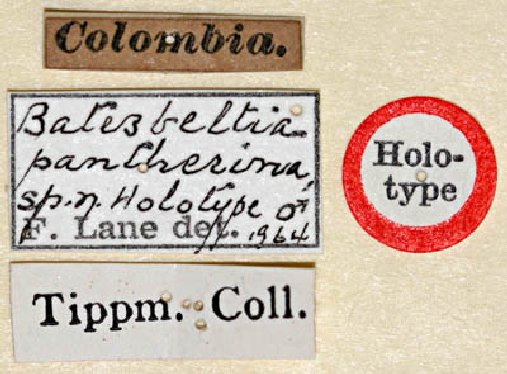 Colombia.
Batesbeltia
pantherina,
sp.n. Holotype ♂
F. Lane det. 1964
Tippm. Coll.
Holo-
type